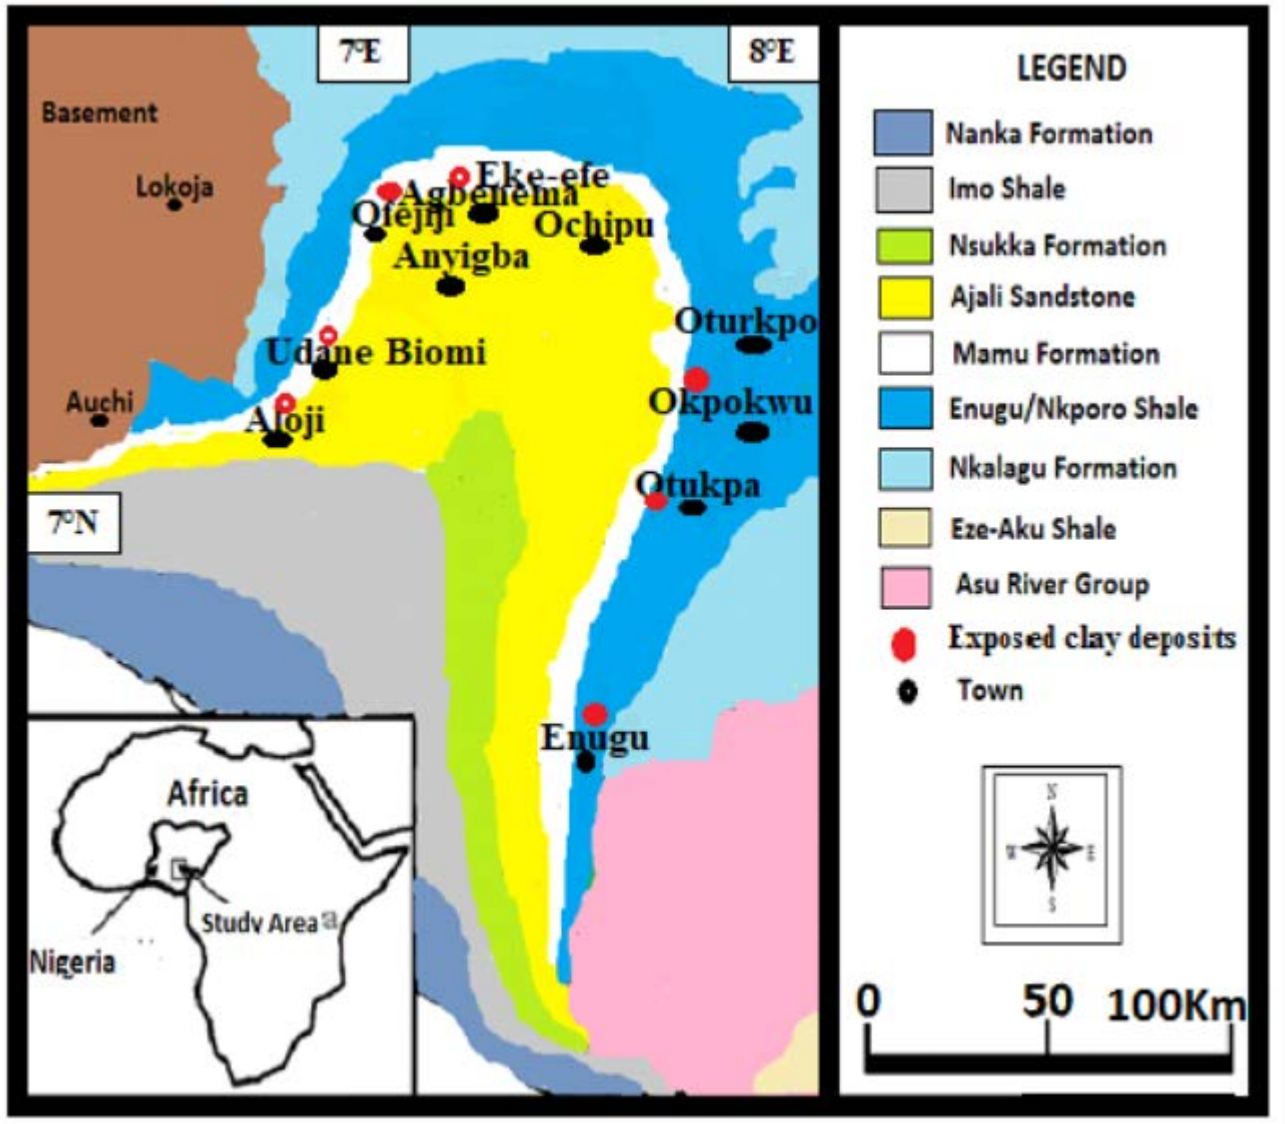 7°E
8°E
Basement
Lokoja
Eke-efe
Agbenema
Ofejiji
Ochipu
Anyigba
Oturkpo
Udane Biomi
Okpokwu
Auchi
Aloji
Otukpa
7°N
Enugu
Africa
Study Area a
Nigeria
LEGEND
Nanka Formation
Imo Shale
Nsukka Formation
Ajali Sandstone
Mamu Formation
Enugu/Nkporo Shale
Nkalagu Formation
Eze-Aku Shale
Asu River Group
Exposed clay deposits
Town
N
W E
S
0 50 100Km